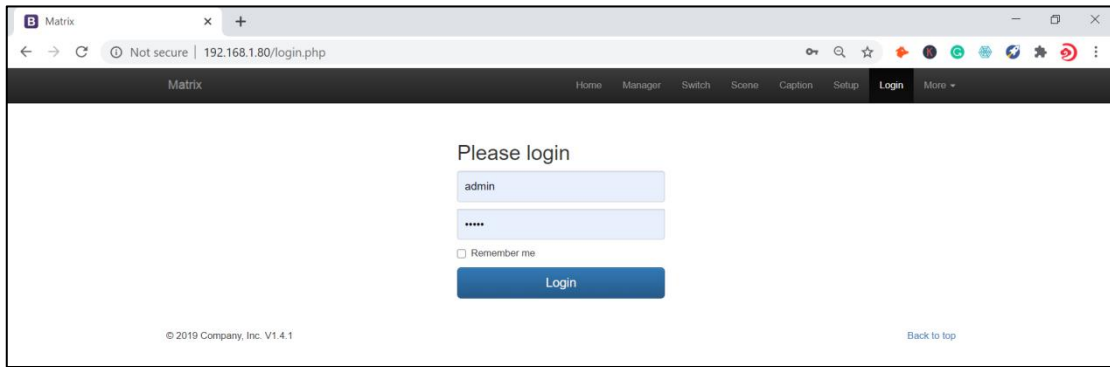 B Matrix
Not secure | 192.168.1.80/login.php
Matrix Home Manager Switch Scene Caption Setup Login More
Please login
admin
•••••
Remember me
Login
© 2019 Company, Inc. V1.4.1 Back to top